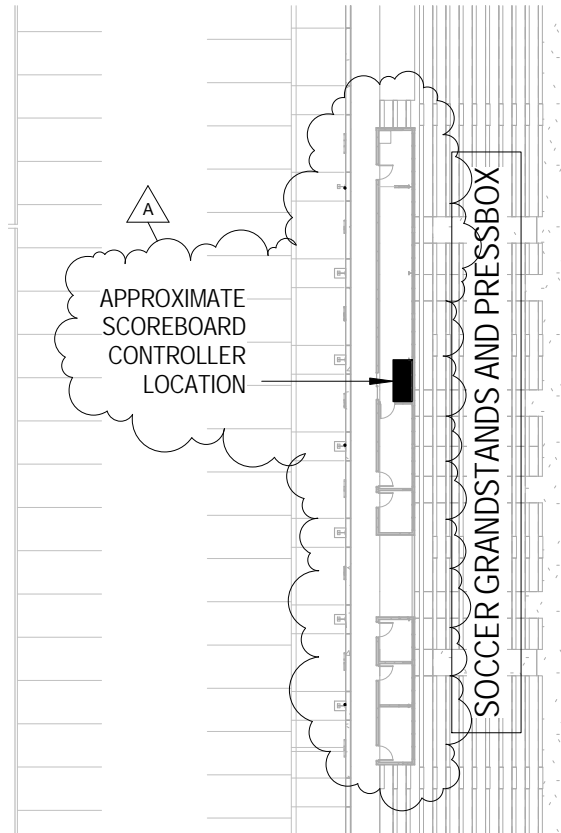 A
APPROXIMATE
SCOREBOARD
CONTROLLER
LOCATION
SOCCER GRANDSTANDS AND PRESSBOX